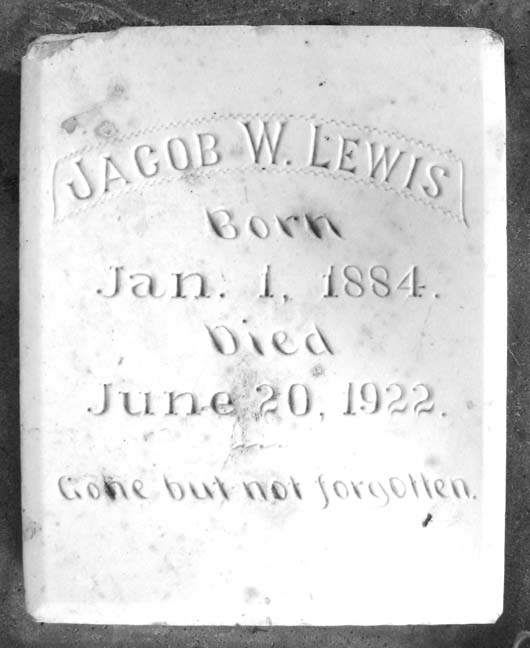 JACOB W. LEWIS
Born
Jan. 1, 1884.
Died
June 20, 1922.
Gone but not forgotten.